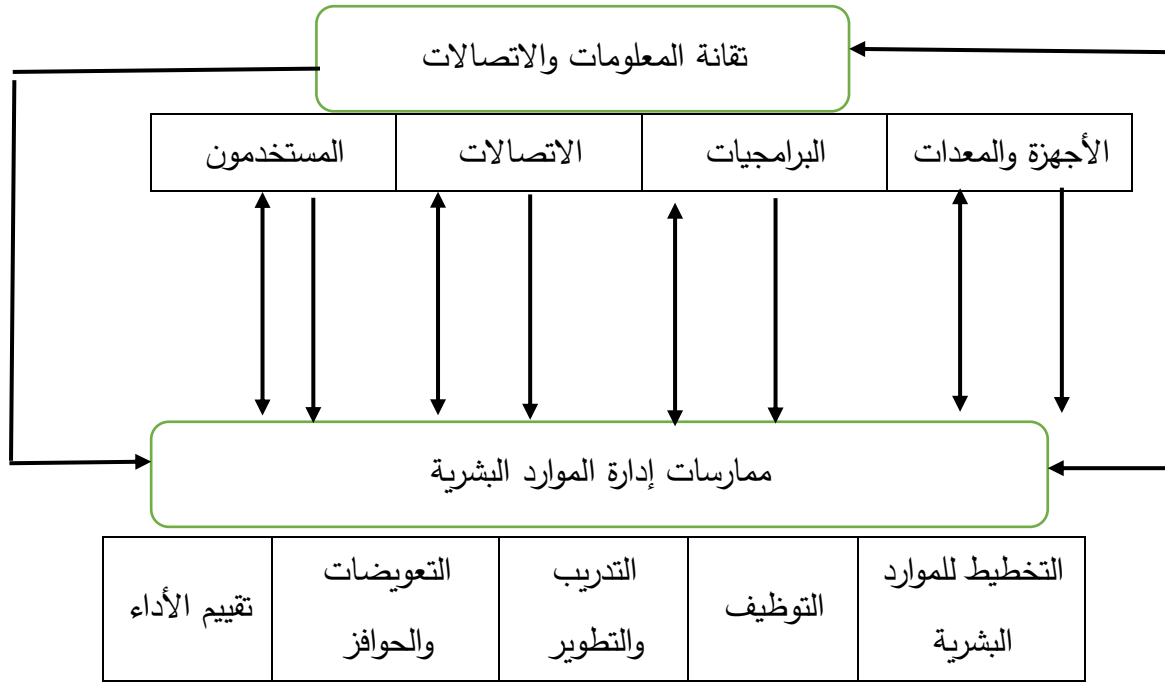 تقانة المعلومات والاتصالات
الأجهزة والمعدات
البرامجيات
الاتصالات
المستخدمون
ممارسات إدارة الموارد البشرية
التخطيط للموارد
البشرية
التوظيف
التدريب
والتطوير
التعويضات
والحوافز
تقييم الأداء